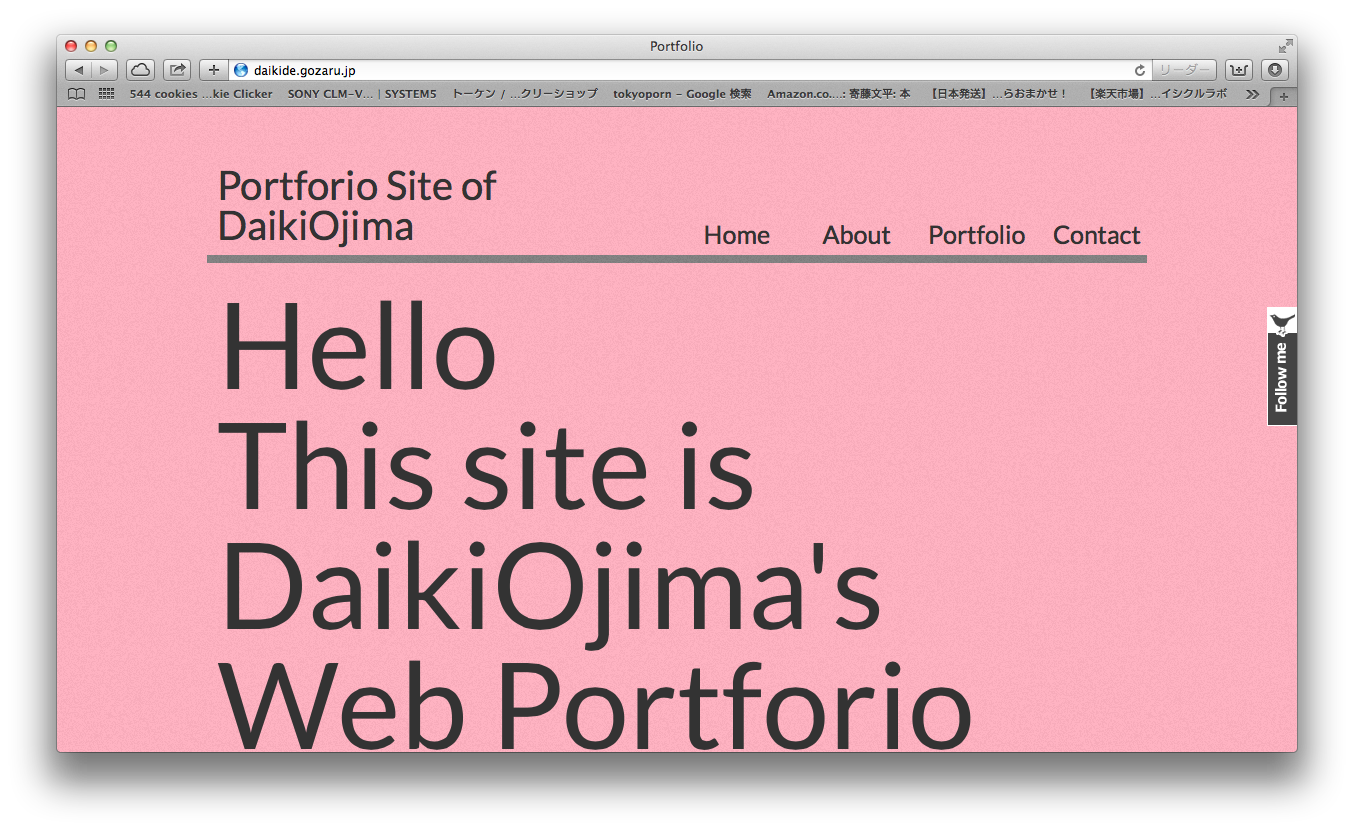 Portfolio
daikide.gozaru.jp
リーダー
544 cookies ...kie Clicker
SONY CLM-V... | SYSTEM5
トーケン / ...クリーショップ
tokyoporn - Google 検索
Amazon.co....: 寄藤文平: 本
【日本発送】...らおまかせ！
【楽天市場】...イシクルラボ
Portforio Site of
DaikiOjima
Home
About
Portfolio
Contact
Hello
This site is
DaikiOjima's
Web Portforio
Follow me